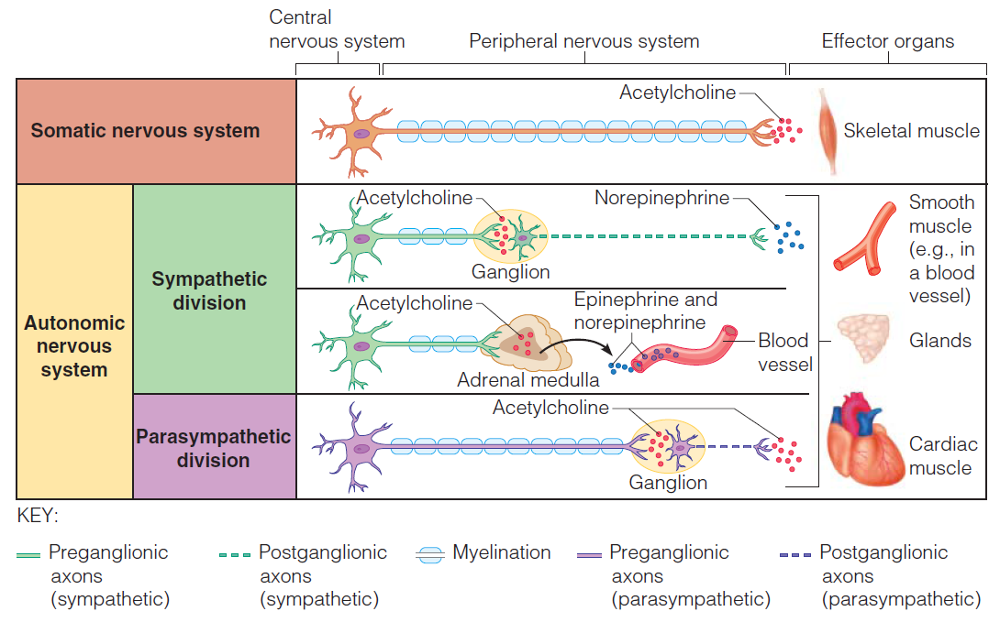 Central
nervous system
Peripheral nervous system
Effector organs
Somatic nervous system
Acetylcholine
Skeletal muscle
Autonomic
nervous
system
Sympathetic
division
Acetylcholine
Norepinephrine
Ganglion
Smooth
muscle
(e.g., in
a blood
vessel)
Acetylcholine
Epinephrine and
norepinephrine
Adrenal medulla
Blood
vessel
Glands
Parasympathetic
division
Acetylcholine
Ganglion
Cardiac
muscle
KEY:
Preganglionic
axons
(sympathetic)
Postganglionic
axons
(sympathetic)
Myelination
Preganglionic
axons
(parasympathetic)
Postganglionic
axons
(parasympathetic)